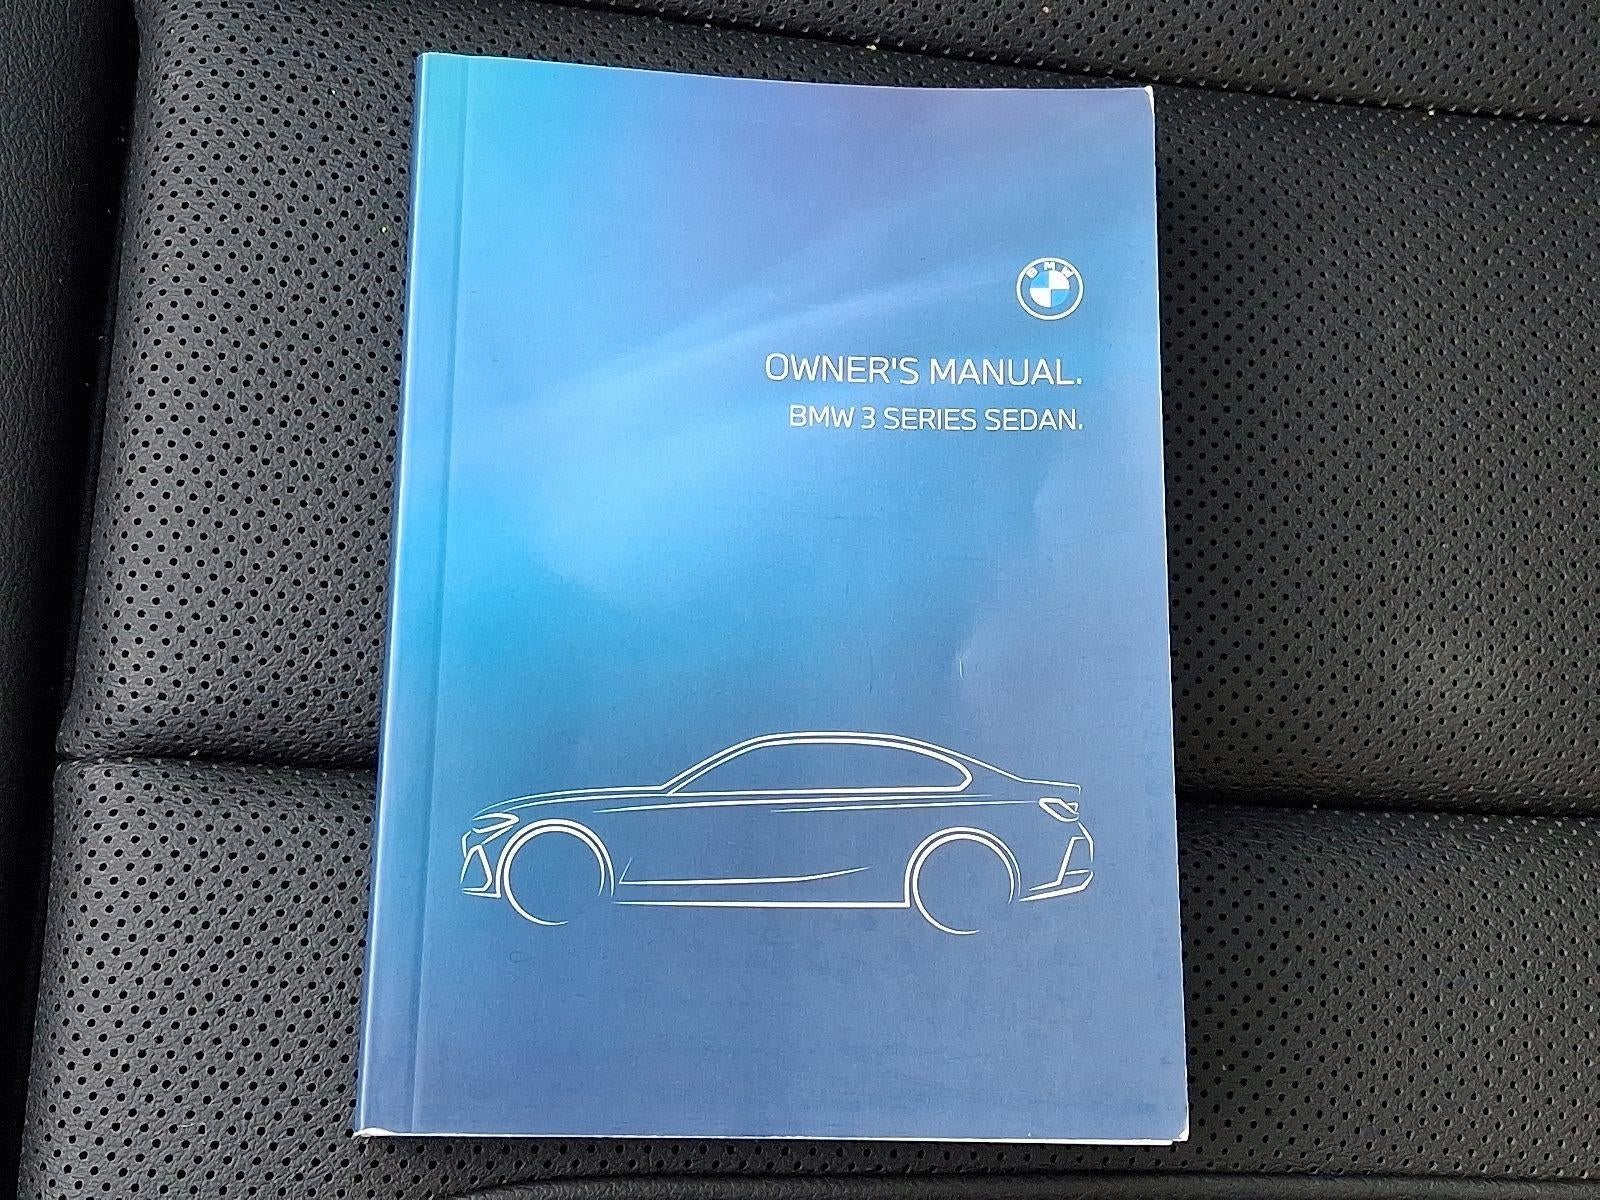 BMW
OWNER'S MANUAL.
BMW 3 SERIES SEDAN.